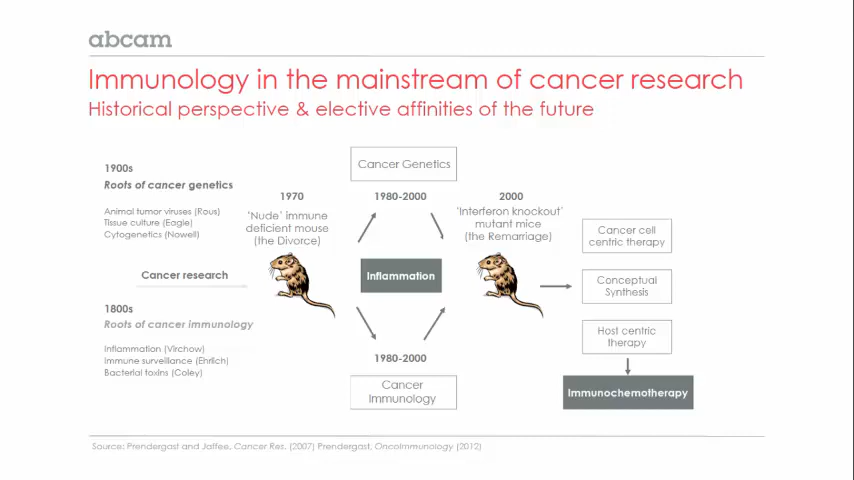 abcam
Immunology in the mainstream of cancer research
Historical perspective & elective affinities of the future
1900s
Roots of cancer genetics
Animal tumor viruses (Rous)
Tissue culture (Eagle)
Cytogenetics (Nowell)
Cancer research
1800s
Roots of cancer immunology
Inflammation (Virchow)
Immune surveillance (Ehrlich)
Bacterial toxins (Coley)
1970
'Nude' immune
deficient mouse
(the Divorce)
Cancer Genetics
1980-2000
Inflammation
1980-2000
Cancer
Immunology
2000
'Interferon knockout'
mutant mice
(the Remarriage)
Cancer cell
centric therapy
Conceptual
Synthesis
Host centric
therapy
Immunochemotherapy
Source: Prendergast and Jaffee, Cancer Res. (2007) Prendergast, OncoImmunology (2012)